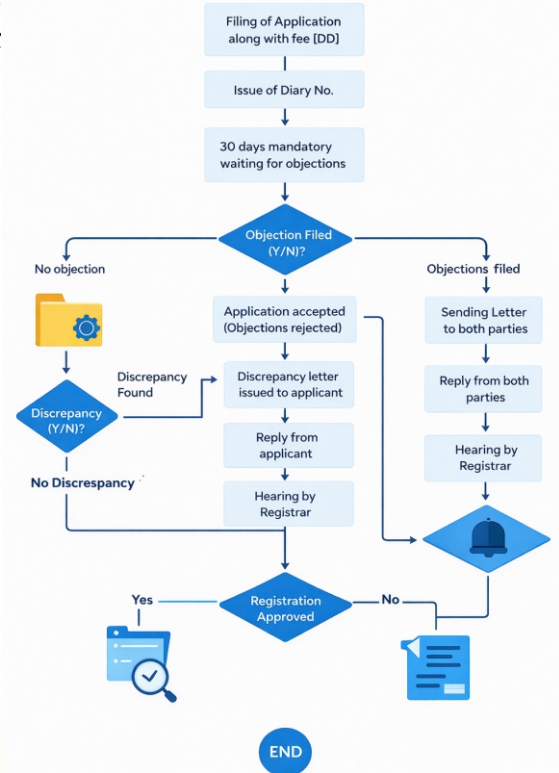 Filing of Application
along with fee [DD]
Issue of Diary No.
30 days mandatory
waiting for objections
Objection Filed
(Y/N)?
No objection
Objections filed
Application accepted
(Objections rejected)
Sending Letter
to both parties
Discrepancy
Found
Discrepancy letter
issued to applicant
Reply from both
parties
Discrepancy
(Y/N)?
Reply from
applicant
Hearing by
Registrar
No Discrespancy
Hearing by
Registrar
Yes
Registration
Approved
No
END